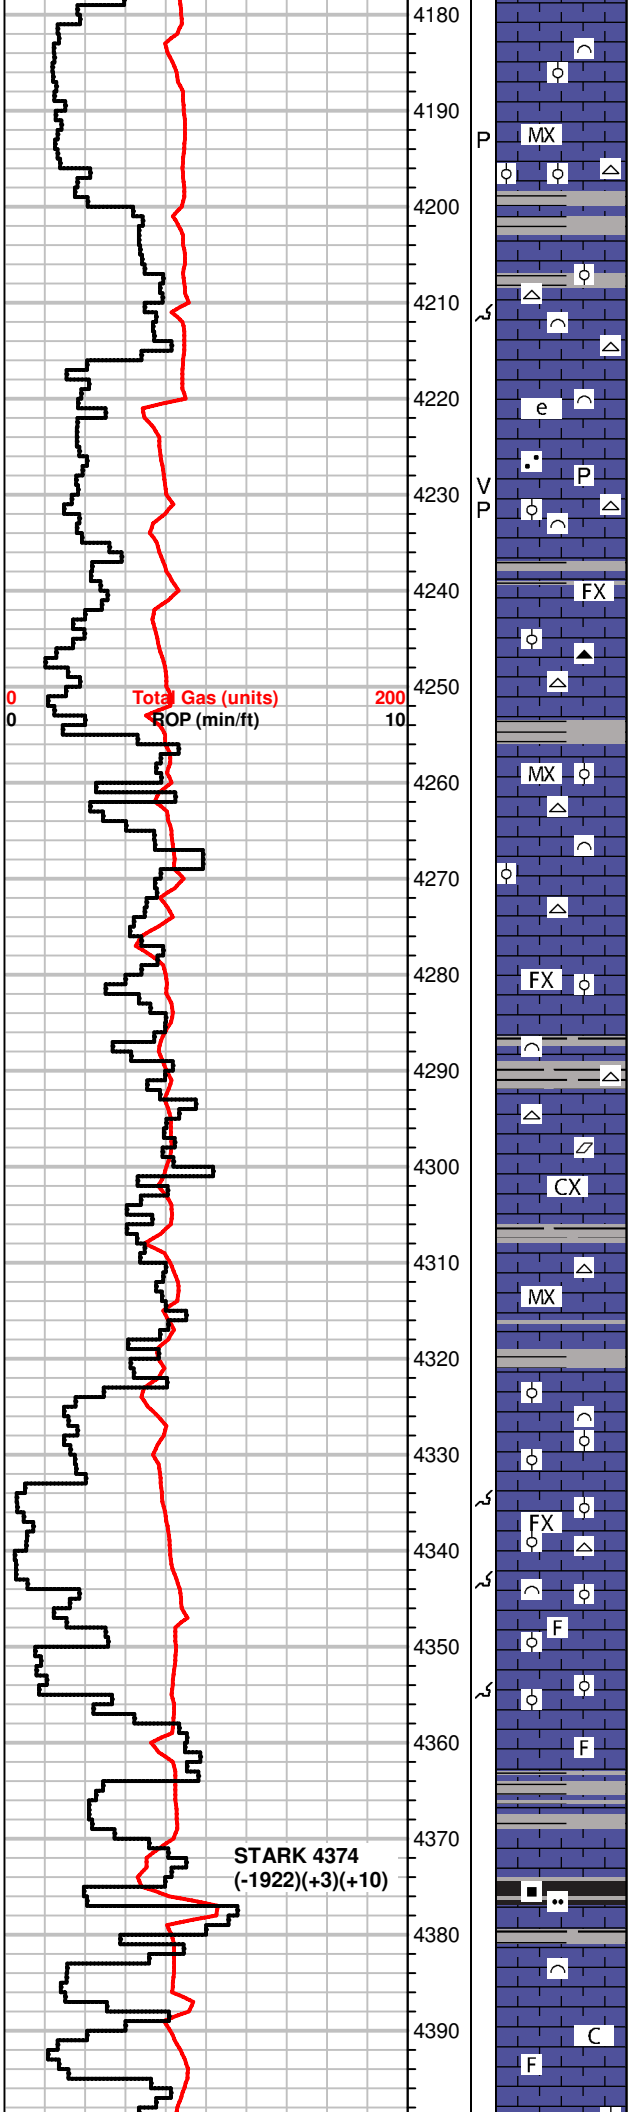 4180
4190
P MX
4200
4210
4220
e
P
V
4230
P
4240 FX
4250
0 Total Gas (units) 200
0 ROP (min/ft) 10
MX
4260
4270
4280 FX
4290
4300
CX
4310
MX
4320
4330
FX
4340
F
4350
4360 F
4370
STARK 4374
(-1922)(+3)(+10)
4380
4390 C
F